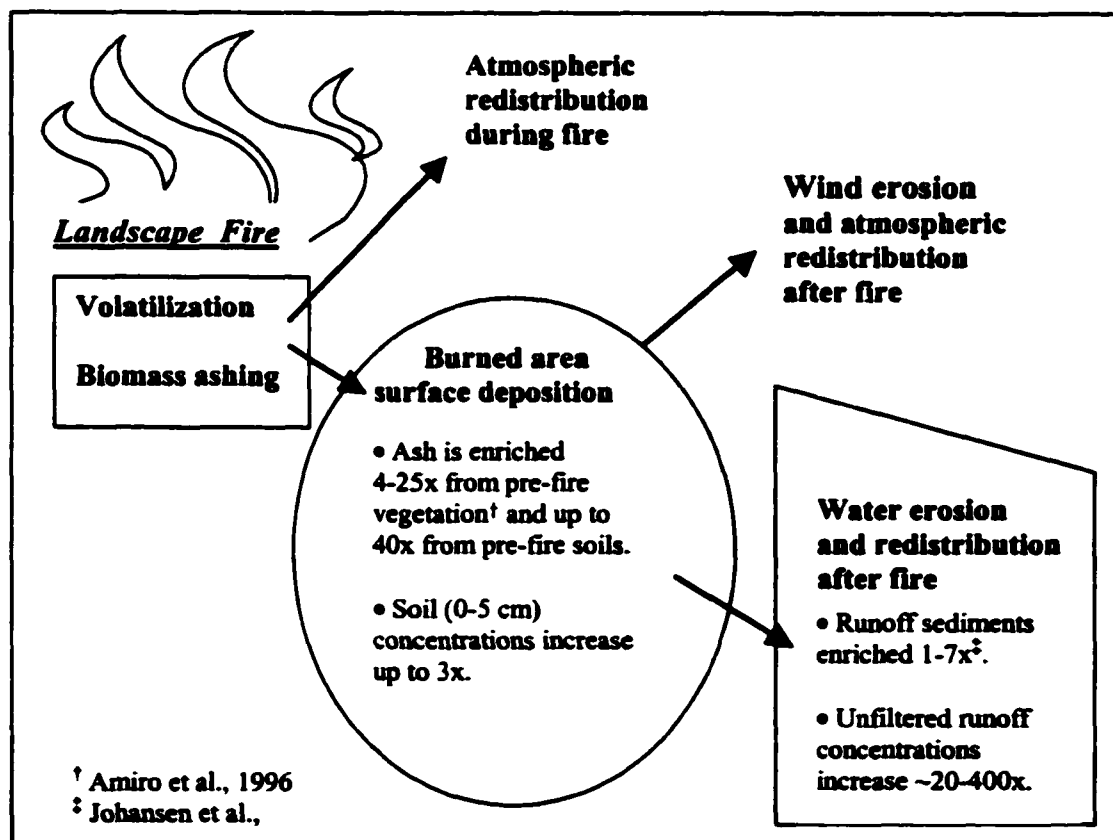 Atmospheric
redistribution
during fire
Landscape Fire
Volatilization
Biomass ashing
Wind erosion
and atmospheric
redistribution
after fire
Burned area
surface deposition
• Ash is enriched
4-25x from pre-fire
vegetation† and up to
40x from pre-fire soils.
• Soil (0-5 cm)
concentrations increase
up to 3x.
Water erosion
and redistribution
after fire
• Runoff sediments
enriched 1-7x‡.
• Unfiltered runoff
concentrations
increase ~20-400x.
† Amiro et al., 1996
‡ Johansen et al.,